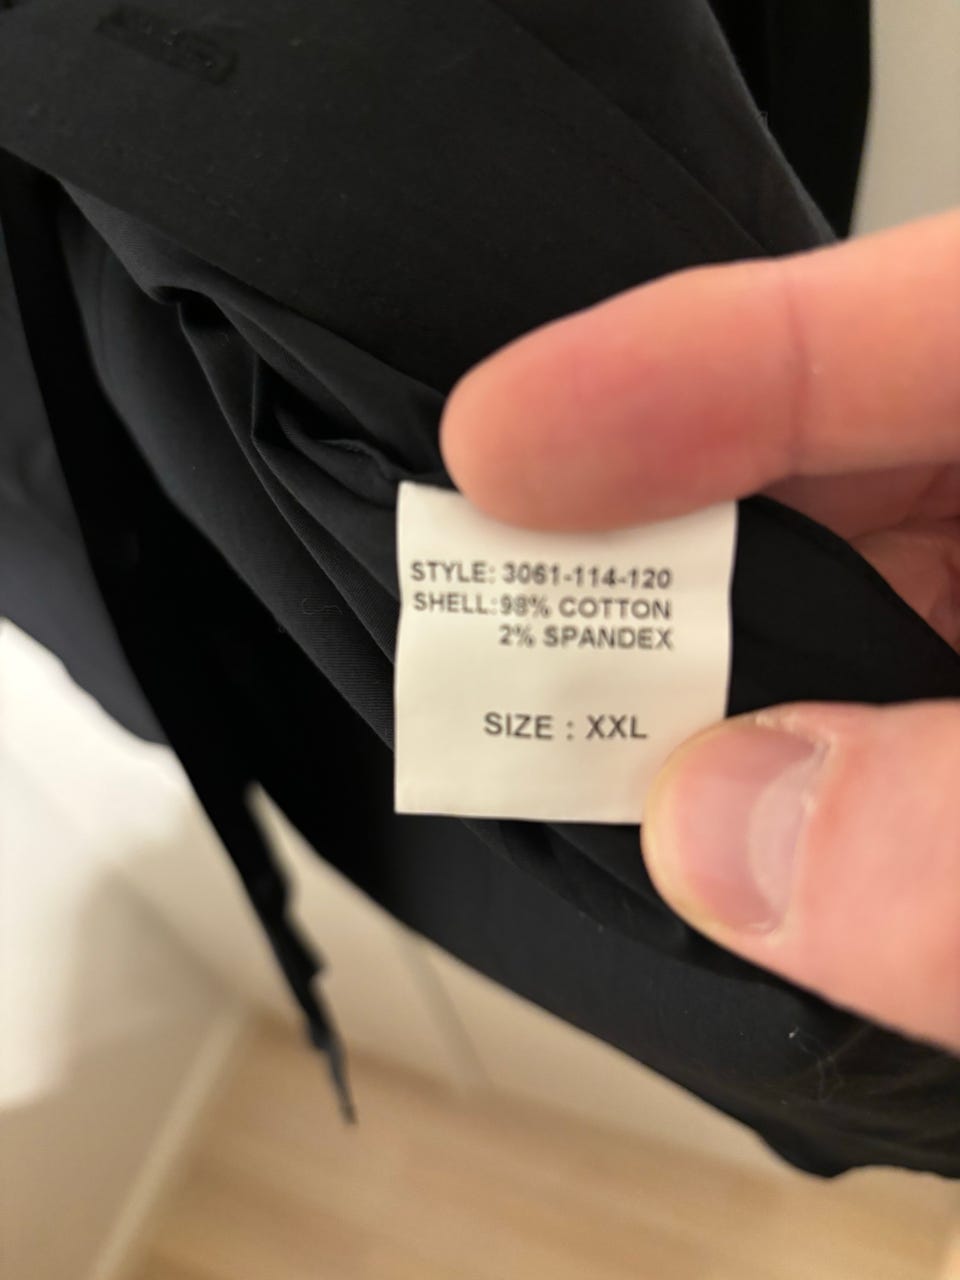 STYLE: 3061-114-120
SHELL:98% COTTON
2% SPANDEX
SIZE : XXL